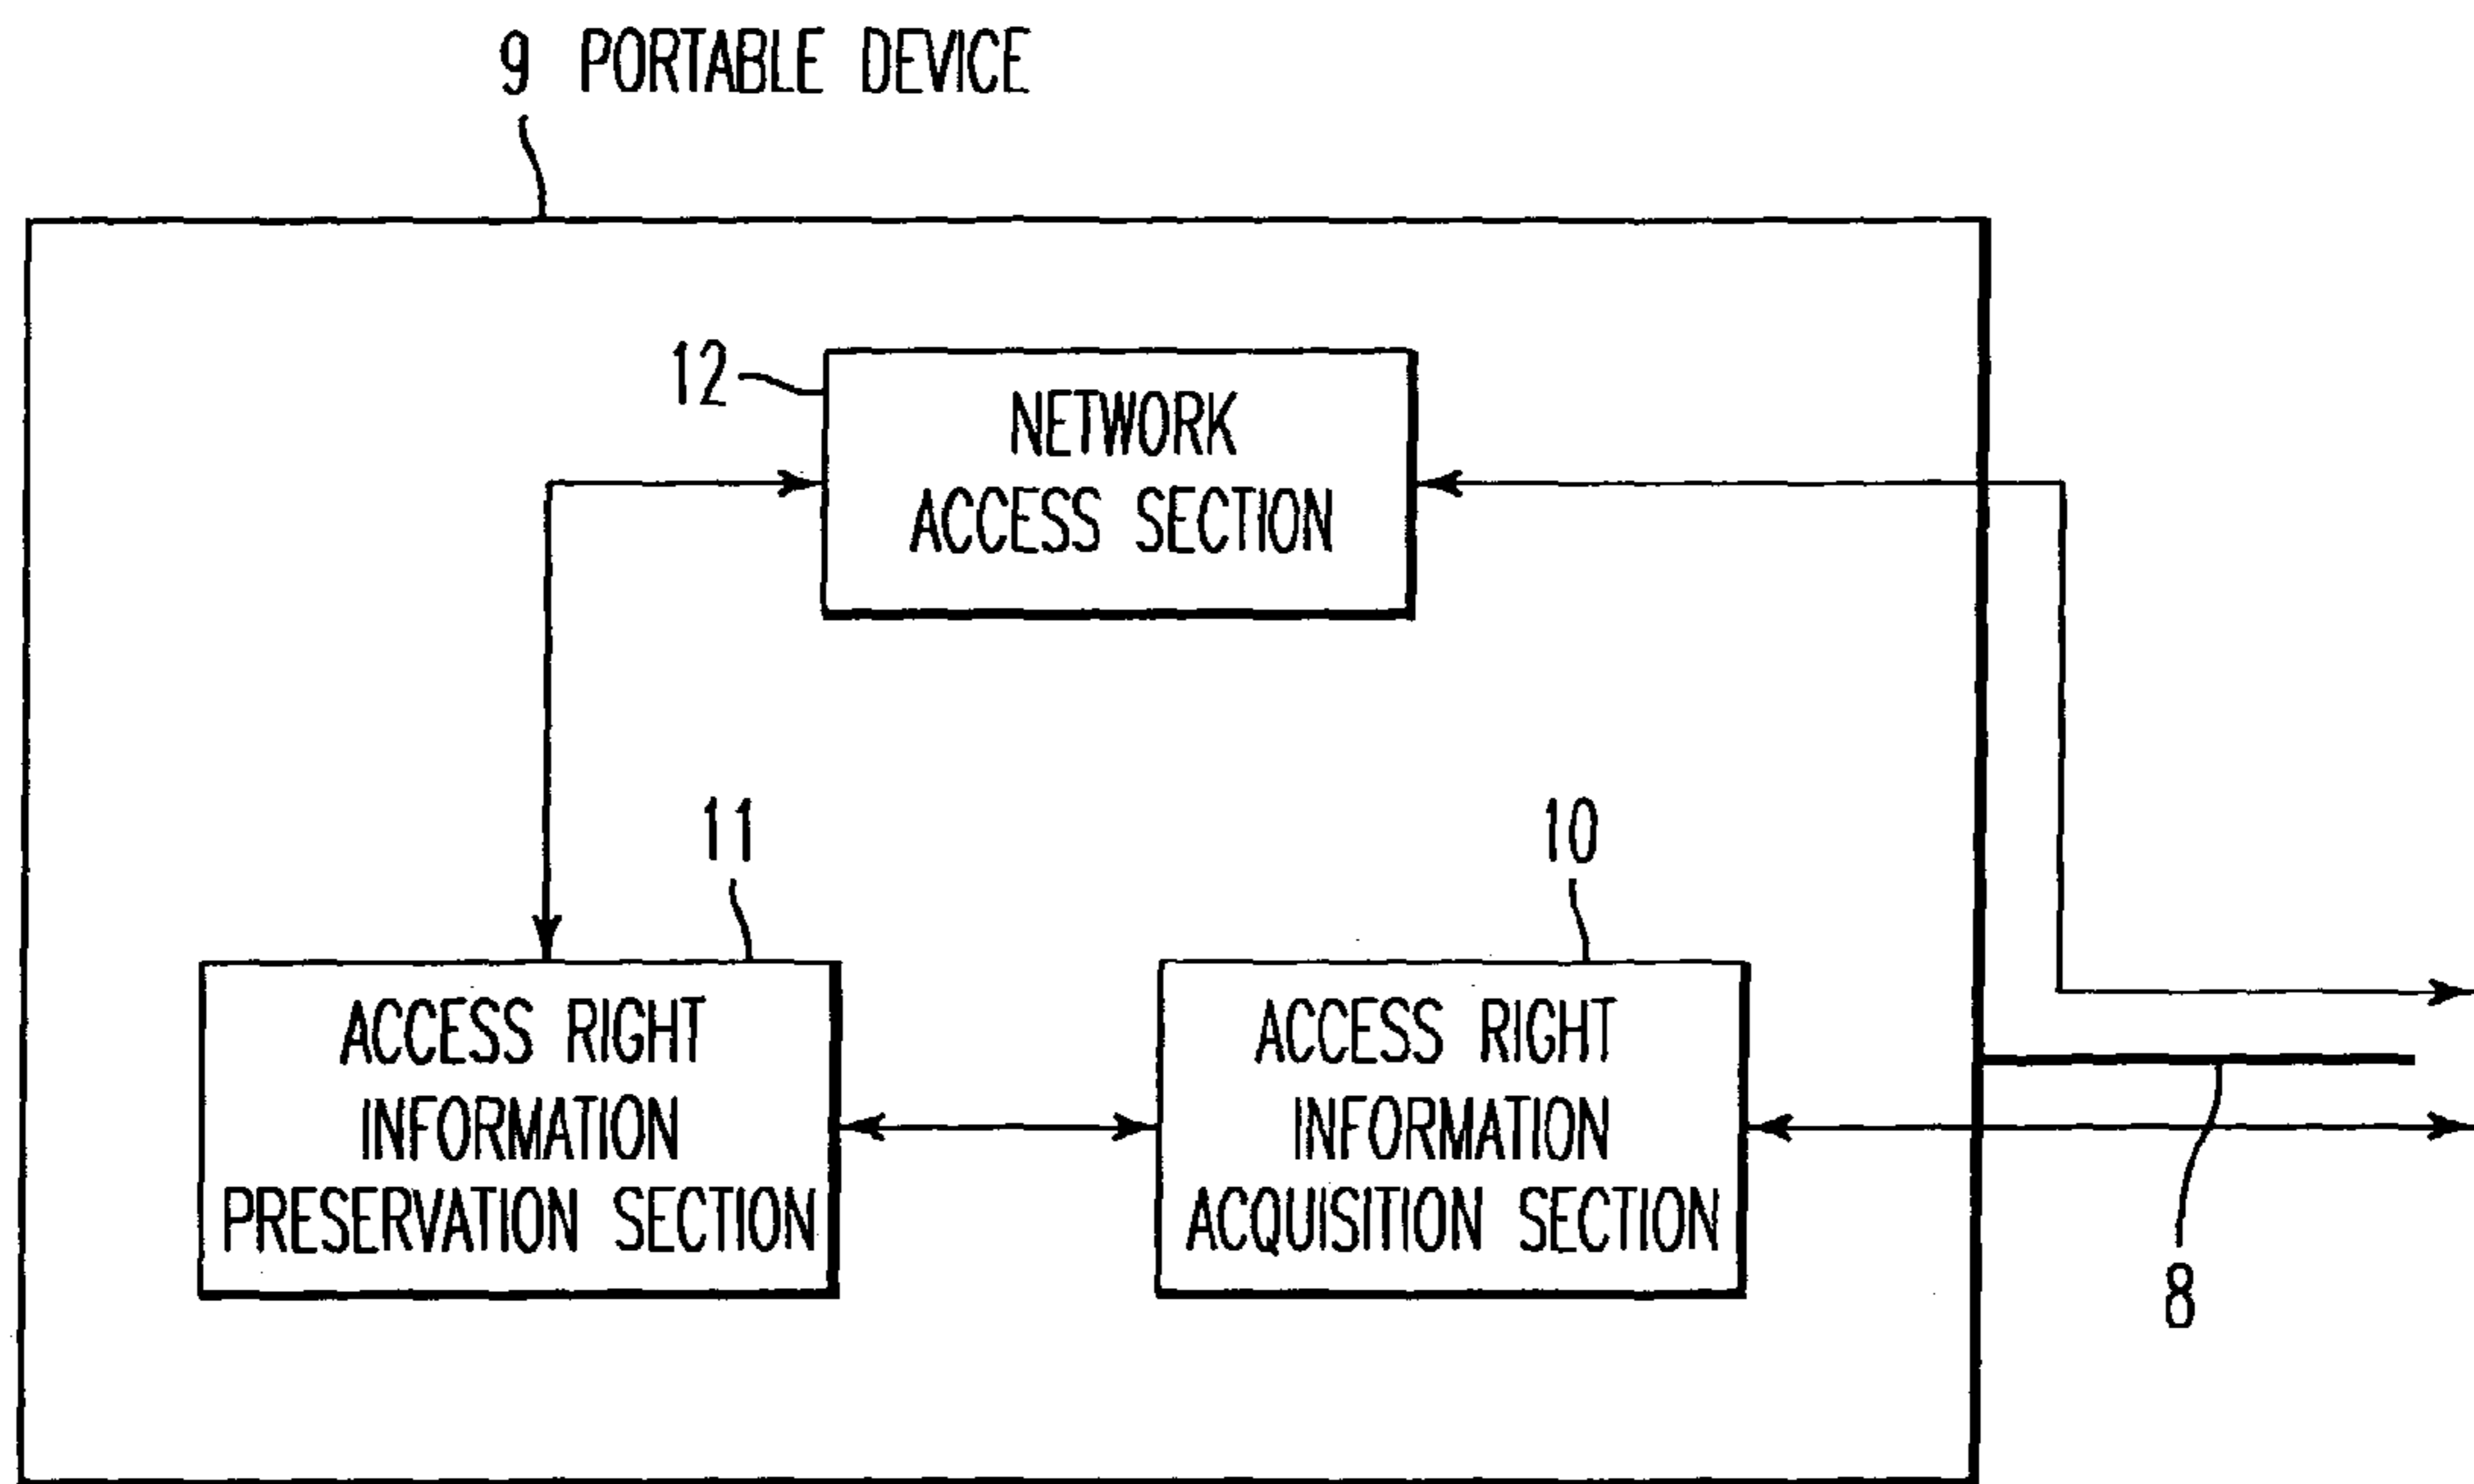 9 PORTABLE DEVICE
12
NETWORK
ACCESS SECTION
11
10
ACCESS RIGHT
INFORMATION
PRESERVATION SECTION
ACCESS RIGHT
INFORMATION
ACQUISITION SECTION
8